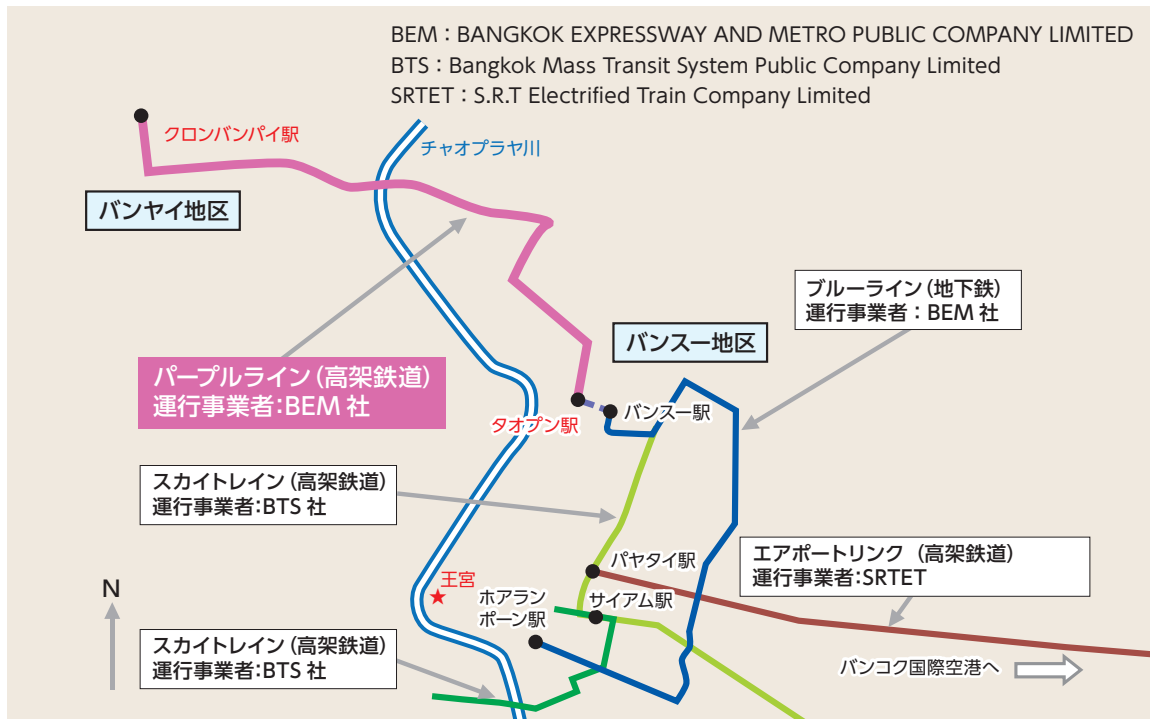 BEM：BANGKOK EXPRESSWAY AND METRO PUBLIC COMPANY LIMITED
BTS：Bangkok Mass Transit System Public Company Limited
SRTET：S.R.T Electrified Train Company Limited
クロンバンパイ駅
チャオプラヤ川
バンヤイ地区
ブルーライン（地下鉄）
運行事業者：BEM 社
バンスー地区
パープルライン（高架鉄道）
運行事業者:BEM 社
タオプン駅
バンスー駅
スカイトレイン（高架鉄道）
運行事業者:BTS 社
パヤタイ駅
エアポートリンク （高架鉄道）
運行事業者:SRTET
王宮
ホアラン
ポーン駅
サイアム駅
N
スカイトレイン（高架鉄道）
運行事業者:BTS 社
バンコク国際空港へ